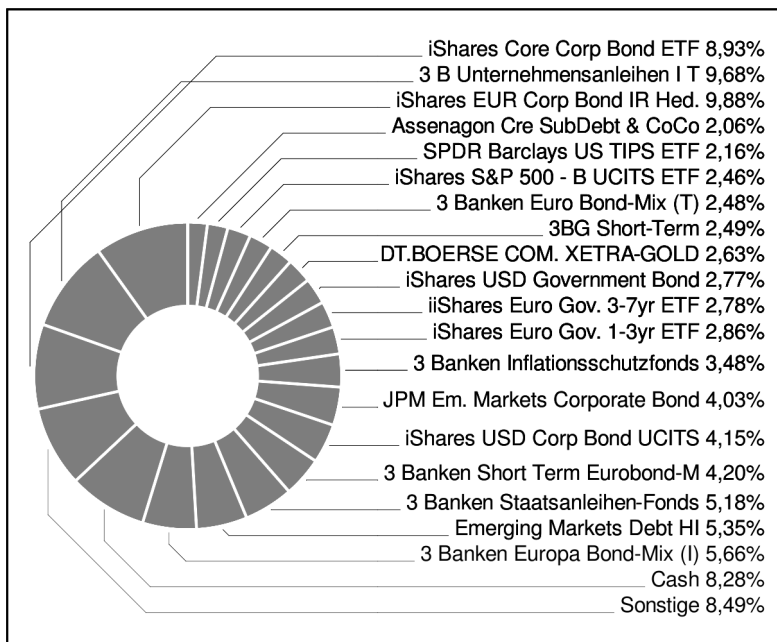 iShares Core Corp Bond ETF 8,93%
3 B Unternehmensanleihen I T 9,68%
iShares EUR Corp Bond IR Hed. 9,88%
Assenagon Cre SubDebt & CoCo 2,06%
SPDR Barclays US TIPS ETF 2,16%
iShares S&P 500 - B UCITS ETF 2,46%
3 Banken Euro Bond-Mix (T) 2,48%
3BG Short-Term 2,49%
DT.BOERSE COM. XETRA-GOLD 2,63%
iShares USD Government Bond 2,77%
iiShares Euro Gov. 3-7yr ETF 2,78%
iShares Euro Gov. 1-3yr ETF 2,86%
3 Banken Inflationsschutzfonds 3,48%
JPM Em. Markets Corporate Bond 4,03%
iShares USD Corp Bond UCITS 4,15%
3 Banken Short Term Eurobond-M 4,20%
3 Banken Staatsanleihen-Fonds 5,18%
Emerging Markets Debt HI 5,35%
3 Banken Europa Bond-Mix (I) 5,66%
Cash 8,28%
Sonstige 8,49%